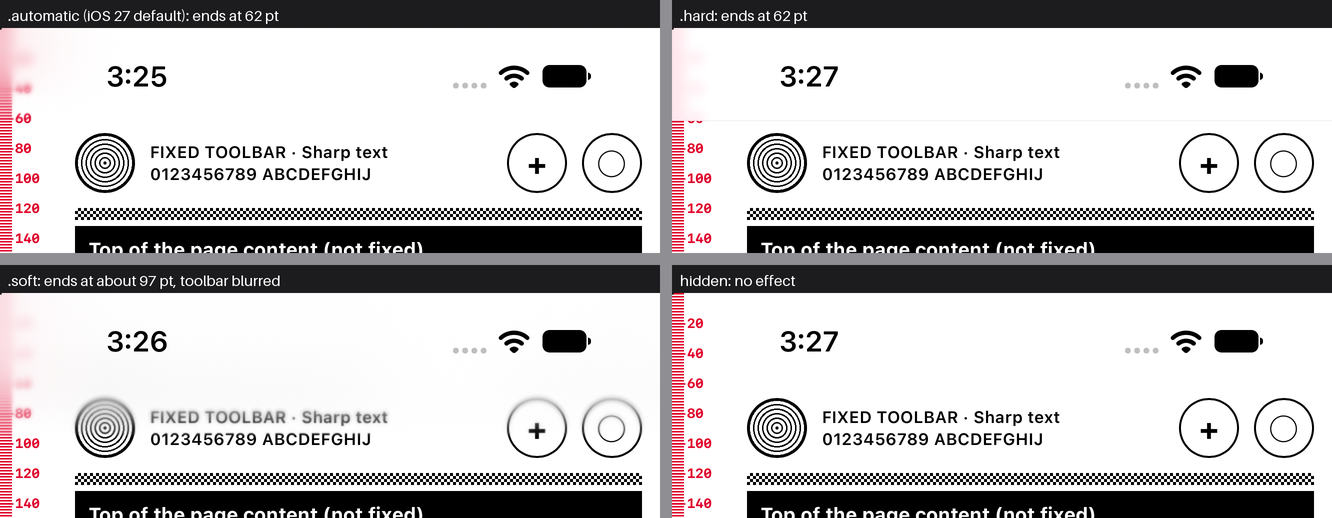 .automatic (iOS 27 default): ends at 62 pt
3:25
40
60
80
100
120
140
FIXED TOOLBAR · Sharp text
0123456789 ABCDEFGHIJ
+
Top of the page content (not fixed)
.hard: ends at 62 pt
3:27
80
100
120
140
FIXED TOOLBAR · Sharp text
0123456789 ABCDEFGHIJ
+
Top of the page content (not fixed)
.soft: ends at about 97 pt, toolbar blurred
3:26
80
100
120
140
FIXED TOOLBAR · Sharp text
0123456789 ABCDEFGHIJ
+
Top of the page content (not fixed)
hidden: no effect
3:27
20
40
60
80
100
120
140
FIXED TOOLBAR · Sharp text
0123456789 ABCDEFGHIJ
+
Top of the page content (not fixed)